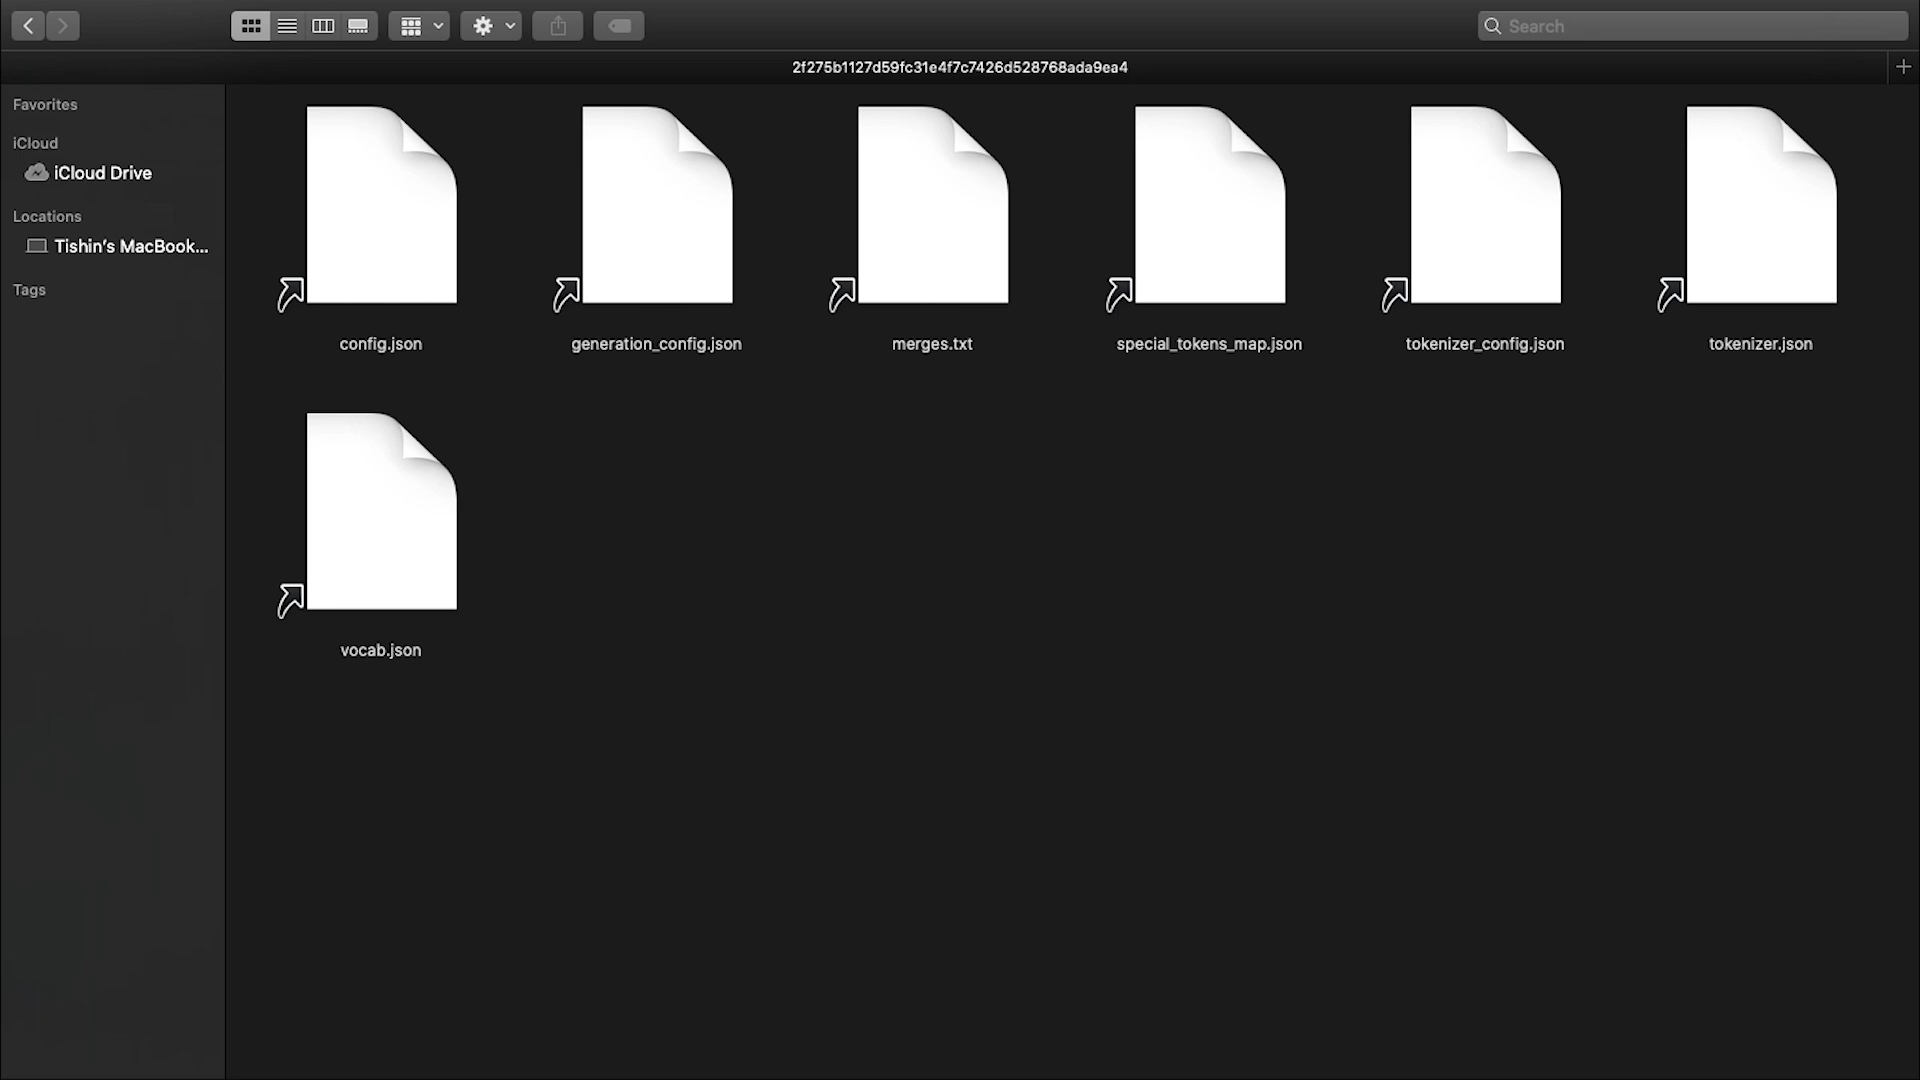 Search
2f275b1127d59fc31e4f7c7426d528768ada9ea4
Favorites
iCloud
iCloud Drive
Locations
Tishin's MacBook...
Tags
config.json
generation_config.json
merges.txt
special_tokens_map.json
tokenizer_config.json
tokenizer.json
vocab.json